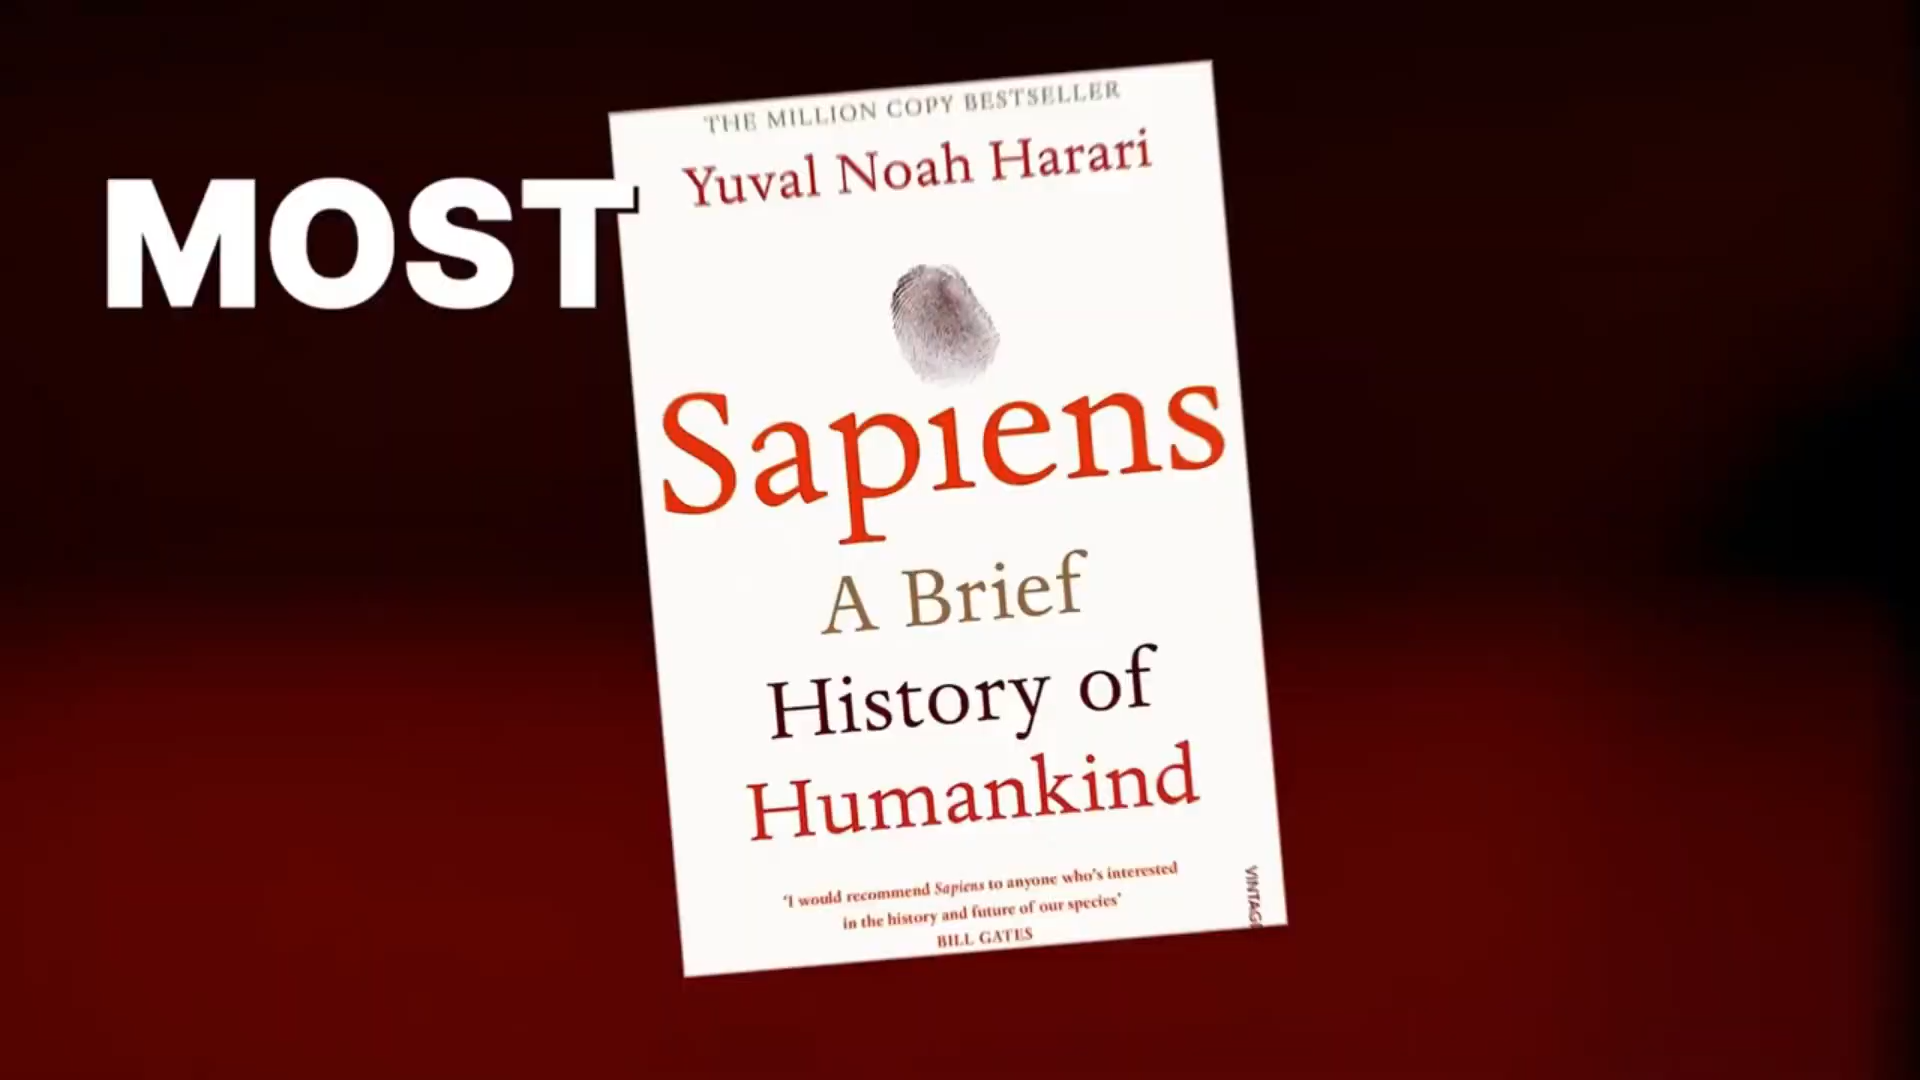 MOST
THE MILLION COPY BESTSELLER
Yuval Noah Harari
Sapiens
A Brief
History of
Humankind
'I would recommend Sapiens to anyone who's interested
in the history and future of our species'
BILL GATES